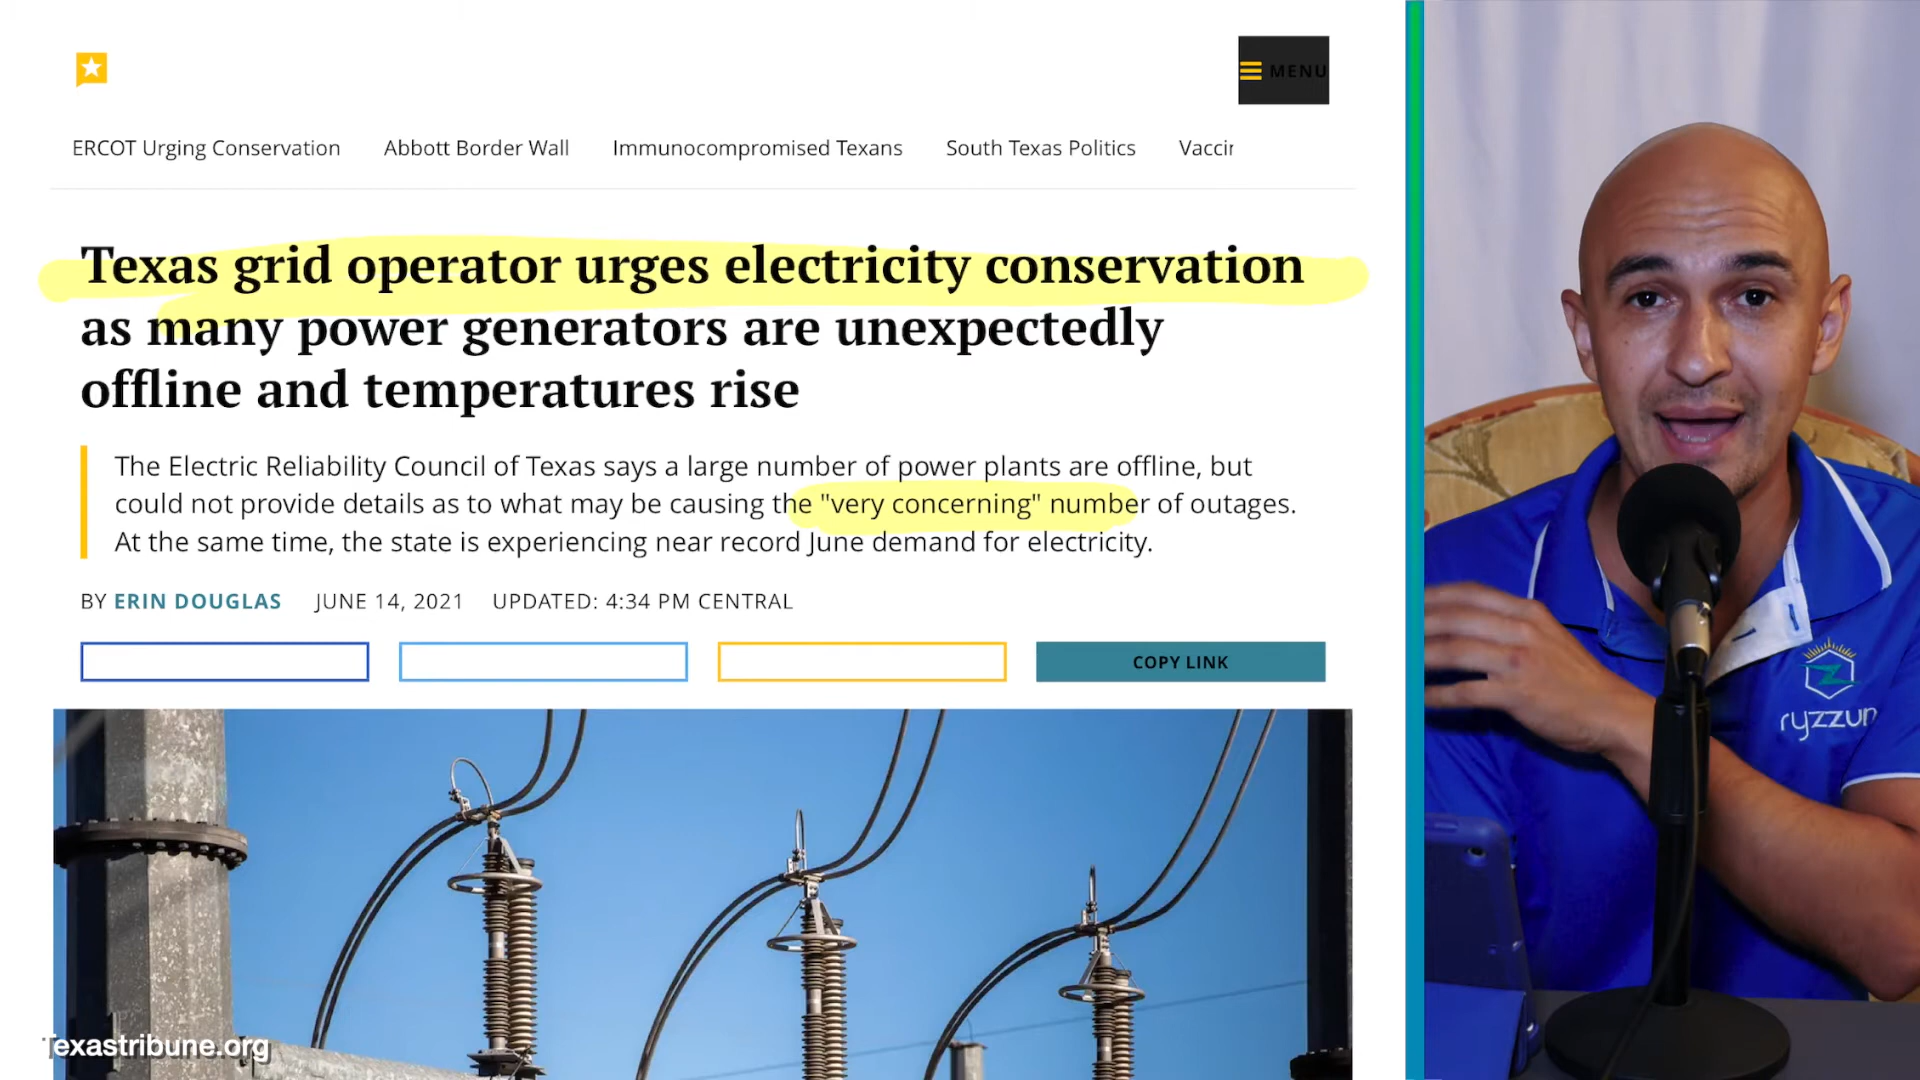 MENU
ERCOT Urging Conservation Abbott Border Wall Immunocompromised Texans South Texas Politics Vaccir
Texas grid operator urges electricity conservation
as many power generators are unexpectedly
offline and temperatures rise
The Electric Reliability Council of Texas says a large number of power plants are offline, but
could not provide details as to what may be causing the "very concerning" number of outages.
At the same time, the state is experiencing near record June demand for electricity.
BY ERIN DOUGLAS JUNE 14, 2021 UPDATED: 4:34 PM CENTRAL
COPY LINK
ryzzun
Texastribune.org